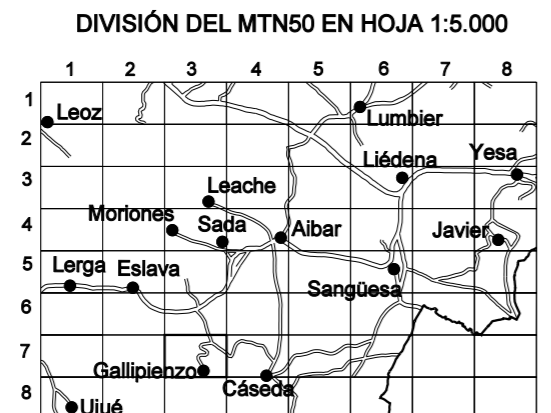 DIVISIÓN DEL MTN50 EN HOJA 1:5.000
1 2 3 4 5 6 7 8
1
Leoz
Lumbier
2
Liédena
Yesa
3
Leache
Moriones
4
Sada
Aibar
Javier
5
Lerga
Eslava
Sangüesa
6
7
Gallipienzo
Cáseda
8
Ujué